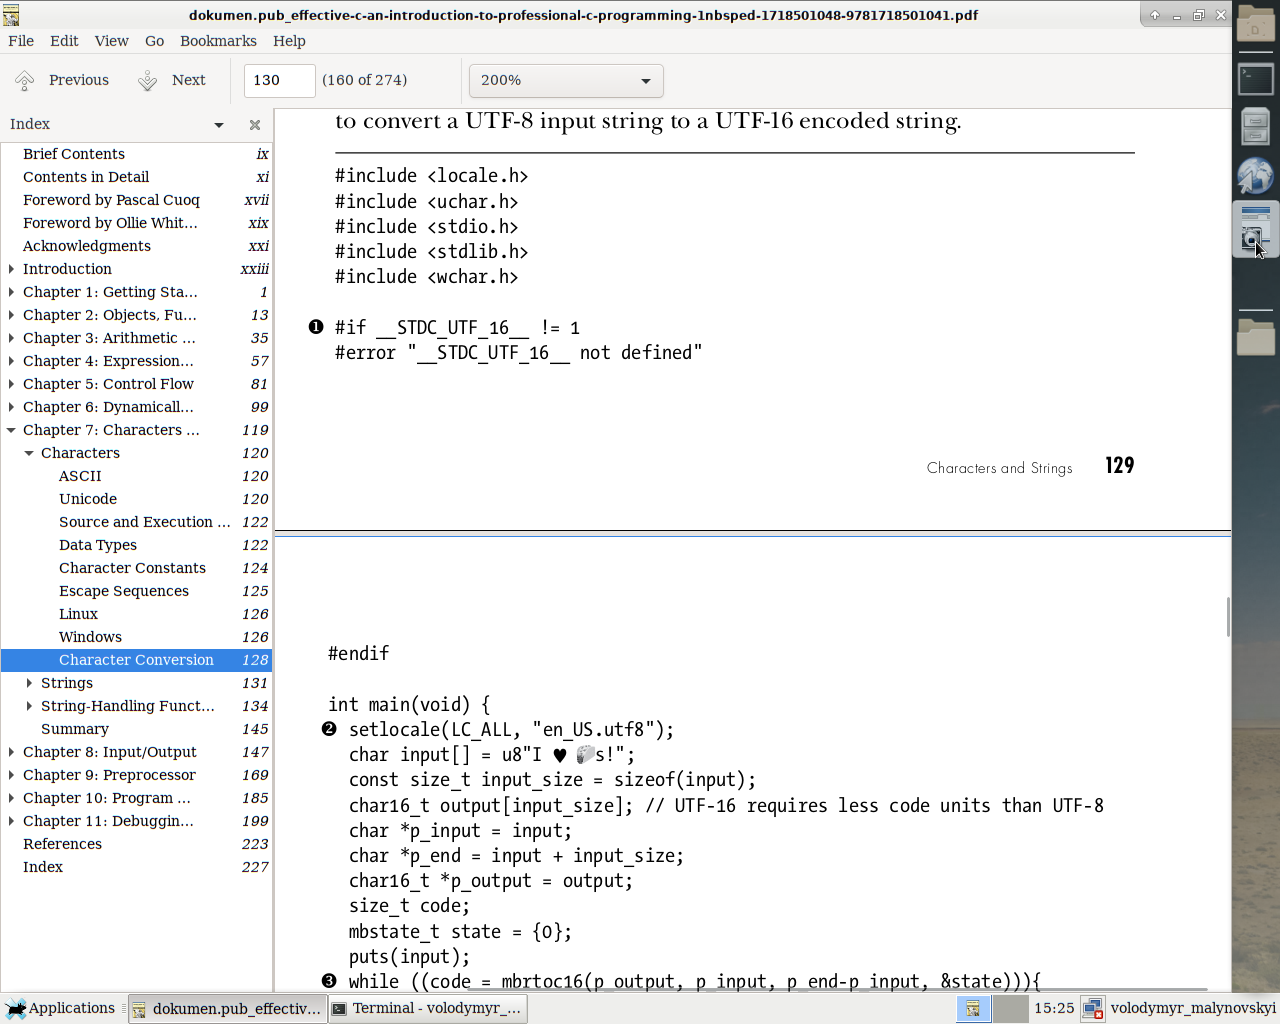 dokumen.pub_effective-c-an-introduction-to-professional-c-programming-1nbsped-1718501048-9781718501041.pdf
File Edit View Go Bookmarks Help
Previous Next 130 (160 of 274) 200%
Index
Brief Contents ix
Contents in Detail xi
Foreword by Pascal Cuoq xvii
Foreword by Ollie Whit... xix
Acknowledgments xxi
Introduction xxiii
Chapter 1: Getting Sta... 1
Chapter 2: Objects, Fu... 13
Chapter 3: Arithmetic ... 35
Chapter 4: Expression... 57
Chapter 5: Control Flow 81
Chapter 6: Dynamicall... 99
Chapter 7: Characters ... 119
Characters 120
ASCII 120
Unicode 120
Source and Execution ... 122
Data Types 122
Character Constants 124
Escape Sequences 125
Linux 126
Windows 126
Character Conversion 128
Strings 131
String-Handling Funct... 134
Summary 145
Chapter 8: Input/Output 147
Chapter 9: Preprocessor 169
Chapter 10: Program ... 185
Chapter 11: Debuggin... 199
References 223
Index 227
to convert a UTF-8 input string to a UTF-16 encoded string.
#include <locale.h>
#include <uchar.h>
#include <stdio.h>
#include <stdlib.h>
#include <wchar.h>
❶ #if __STDC_UTF_16__ != 1
#error "__STDC_UTF_16__ not defined"
Characters and Strings 129
#endif
int main(void) {
❷ setlocale(LC_ALL, "en_US.utf8");
char input[] = u8"I ♥ 🌮s!";
const size_t input_size = sizeof(input);
char16_t output[input_size]; // UTF-16 requires less code units than UTF-8
char *p_input = input;
char *p_end = input + input_size;
char16_t *p_output = output;
size_t code;
mbstate_t state = {0};
puts(input);
❸ while ((code = mbrtoc16(p_output, p_input, p_end-p_input, &state))){
Applications dokumen.pub_effectiv... Terminal - volodymyr_... 15:25 volodymyr_malynovskyi